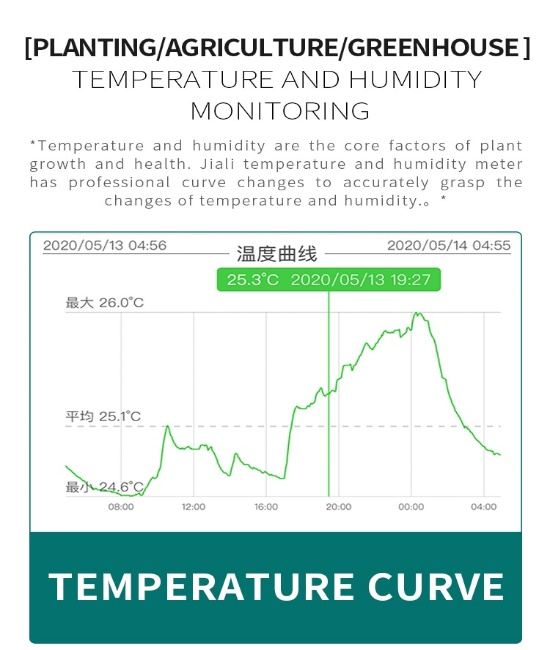 [PLANTING/AGRICULTURE/GREENHOUSE]
TEMPERATURE AND HUMIDITY
MONITORING
*Temperature and humidity are the core factors of plant
growth and health. Jiali temperature and humidity meter
has professional curve changes to accurately grasp the
changes of temperature and humidity.。*
2020/05/13 04:56
温度曲线
2020/05/14 04:55
25.3°C 2020/05/13 19:27
最大 26.0°C
平均 25.1°C
最小 24.6°C
08:00 12:00 16:00 20:00 00:00 04:00
TEMPERATURE CURVE